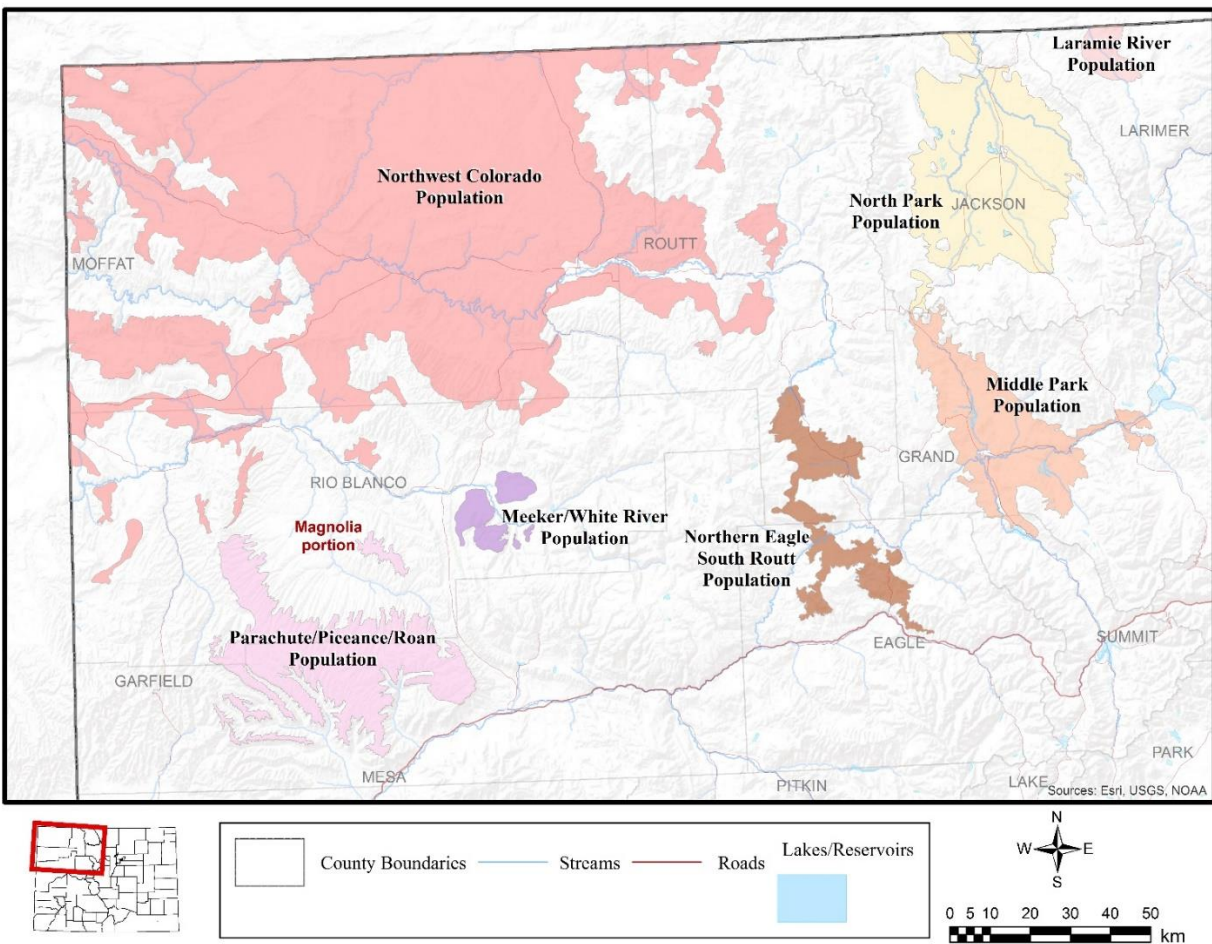 Laramie River
Population
LARIMER
Northwest Colorado
Population
North Park
Population
JACKSON
ROUTT
MOFFAT
Middle Park
Population
GRAND
RIO BLANCO
Meeker/White River
Population
Magnolia
portion
Northern Eagle
South Routt
Population
Parachute/Piceance/Roan
Population
SUMMIT
EAGLE
GARFIELD
PARK
MESA
PITKIN
LAKE
Sources: Esri, USGS, NOAA
County Boundaries
Streams
Roads
Lakes/Reservoirs
N
W
E
S
0 5 10 20 30 40 50
km